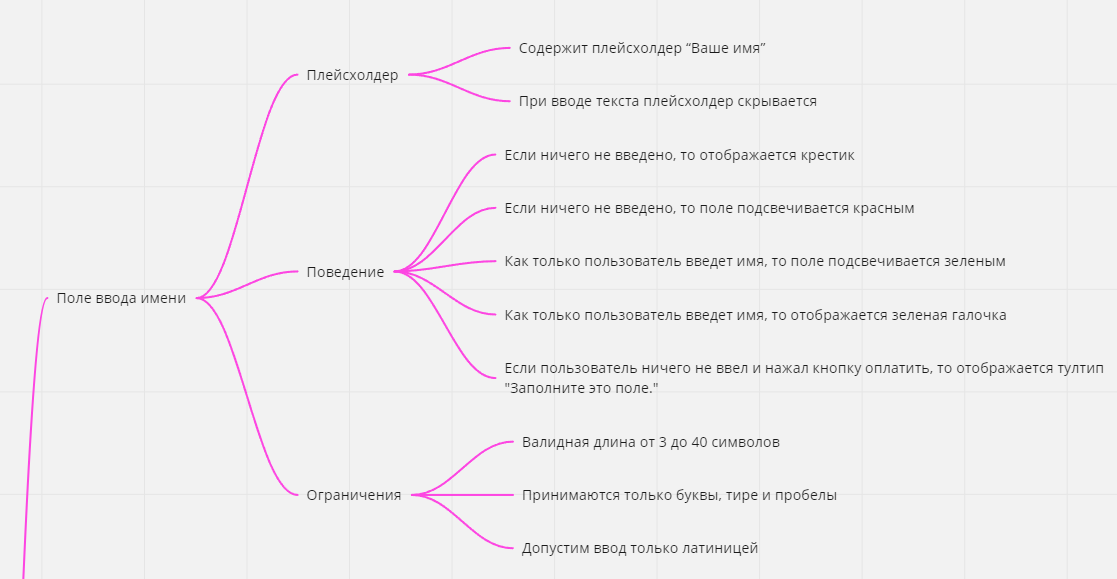 Поле ввода имени
Плейсхолдер
Содержит плейсхолдер “Ваше имя”
При вводе текста плейсхолдер скрывается
Поведение
Если ничего не введено, то отображается крестик
Если ничего не введено, то поле подсвечивается красным
Как только пользователь введет имя, то поле подсвечивается зеленым
Как только пользователь введет имя, то отображается зеленая галочка
Если пользователь ничего не ввел и нажал кнопку оплатить, то отображается тултип
"Заполните это поле."
Ограничения
Валидная длина от 3 до 40 символов
Принимаются только буквы, тире и пробелы
Допустим ввод только латиницей